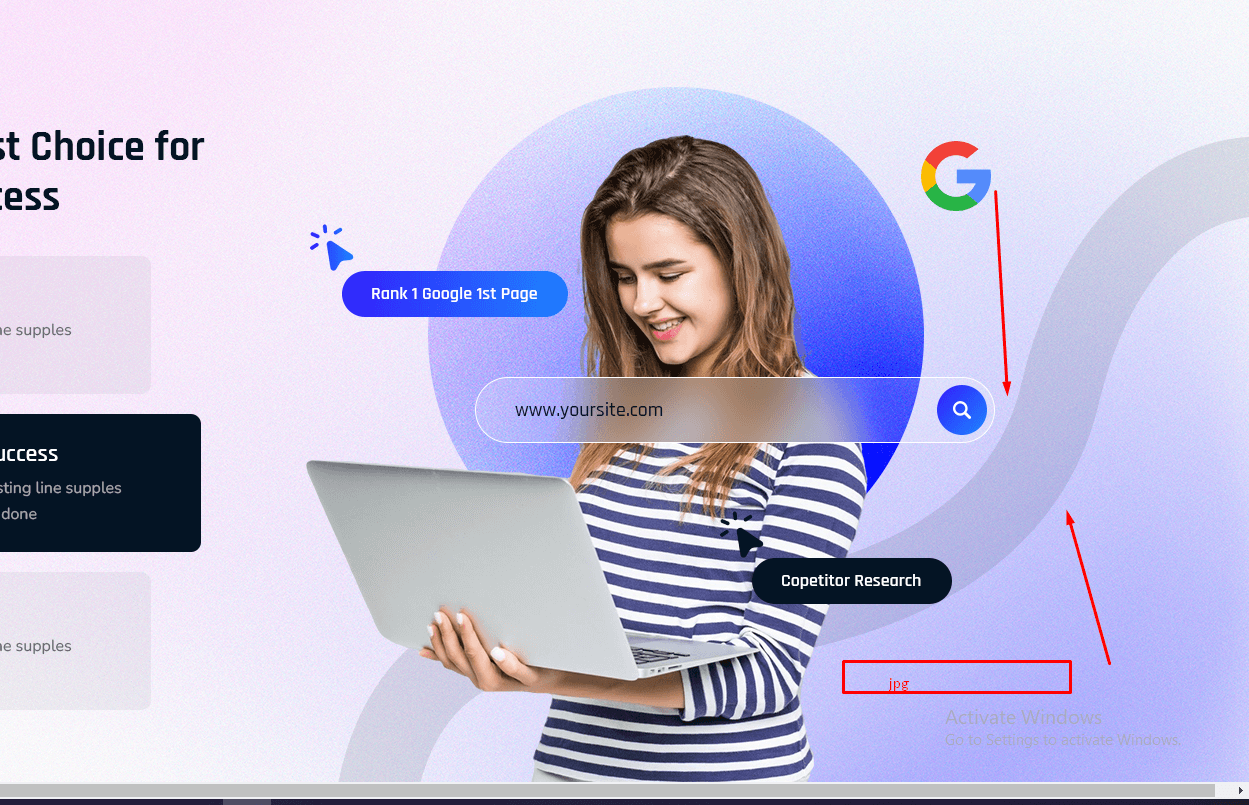 st Choice for
cess
ne supples
uccess
sting line supples
done
ne supples
Rank 1 Google 1st Page
www.yoursite.com
Copetitor Research
jpg
Activate Windows
Go to Settings to activate Windows.